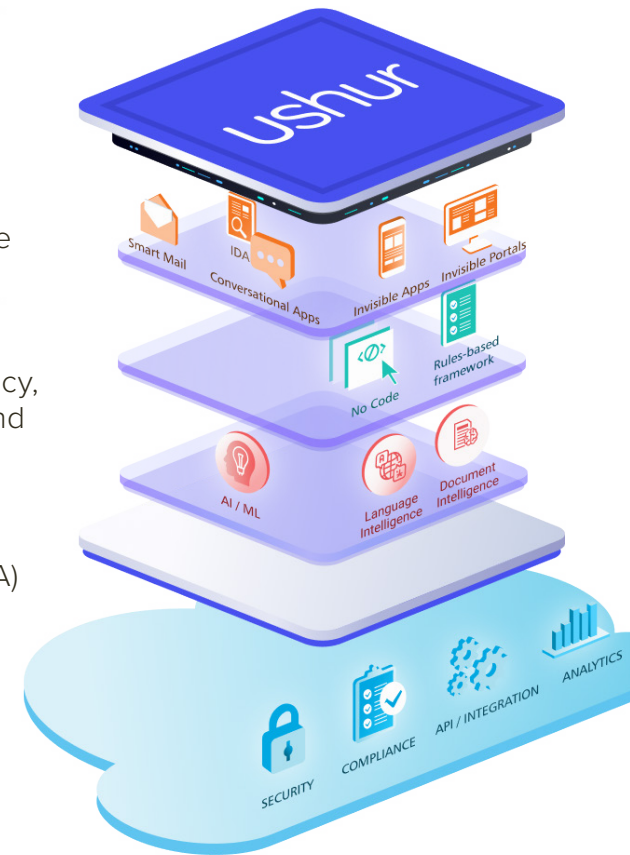 ushur
Smart Mail
IDA
Conversational Apps
Invisible Apps
Invisible Portals
No Code
Rules-based
framework
AI / ML
Language
Intelligence
Document
Intelligence
SECURITY
COMPLIANCE
API / INTEGRATION
ANALYTICS